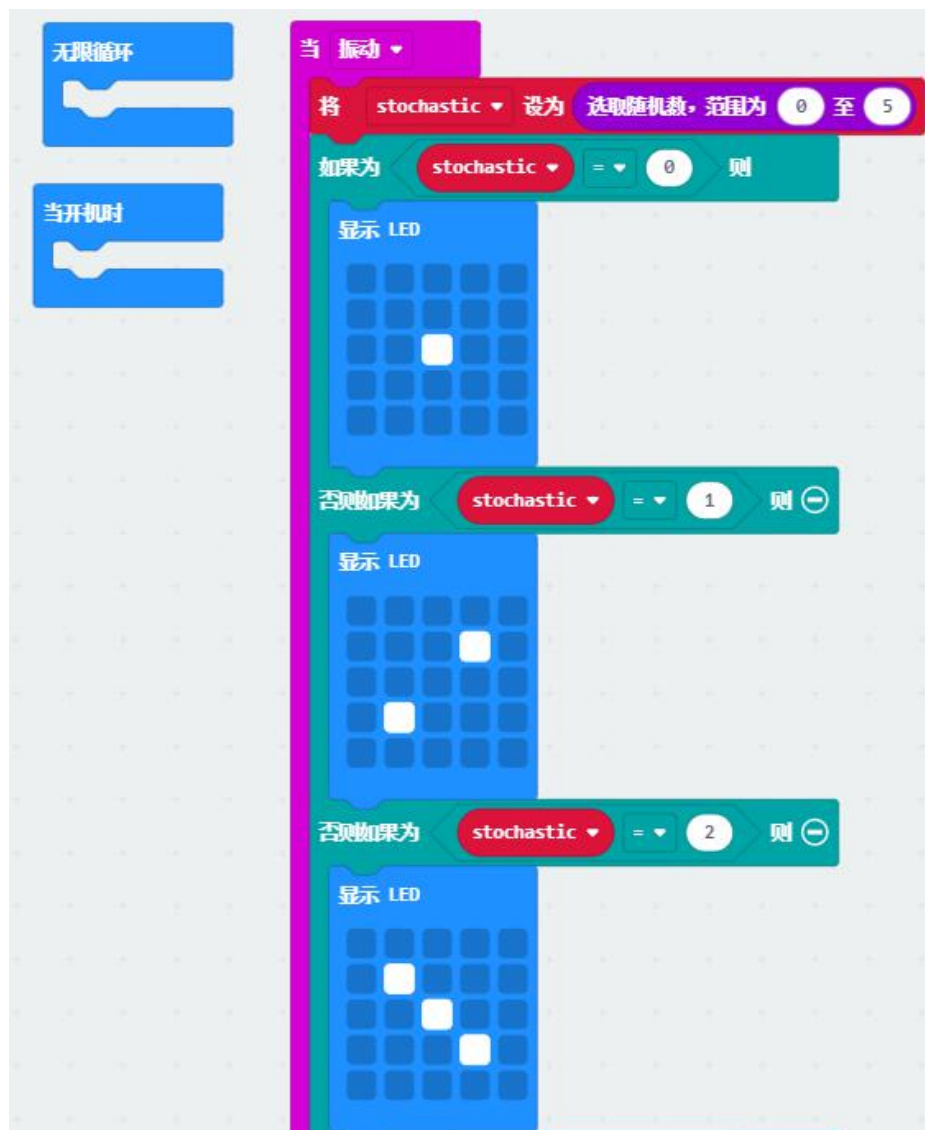 无限循环
当开机时
当 振动
将 stochastic 设为 选取随机数，范围为 0 至 5
如果为 stochastic = 0 则
显示 LED
否则如果为 stochastic = 1 则
显示 LED
否则如果为 stochastic = 2 则
显示 LED